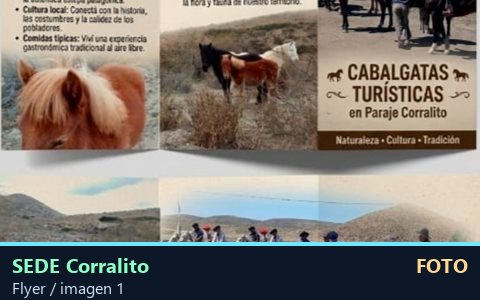 • Cultura local: Conectá con la historia,
las costumbres y la calidez de los
pobladores.
• Comidas típicas: Viví una experiencia
gastronómica tradicional al aire libre.
la flora y fauna de nuestro territorio.
CABALGATAS
TURÍSTICAS
en Paraje Corralito
Naturaleza • Cultura • Tradición
SEDE Corralito
FOTO
Flyer / imagen 1